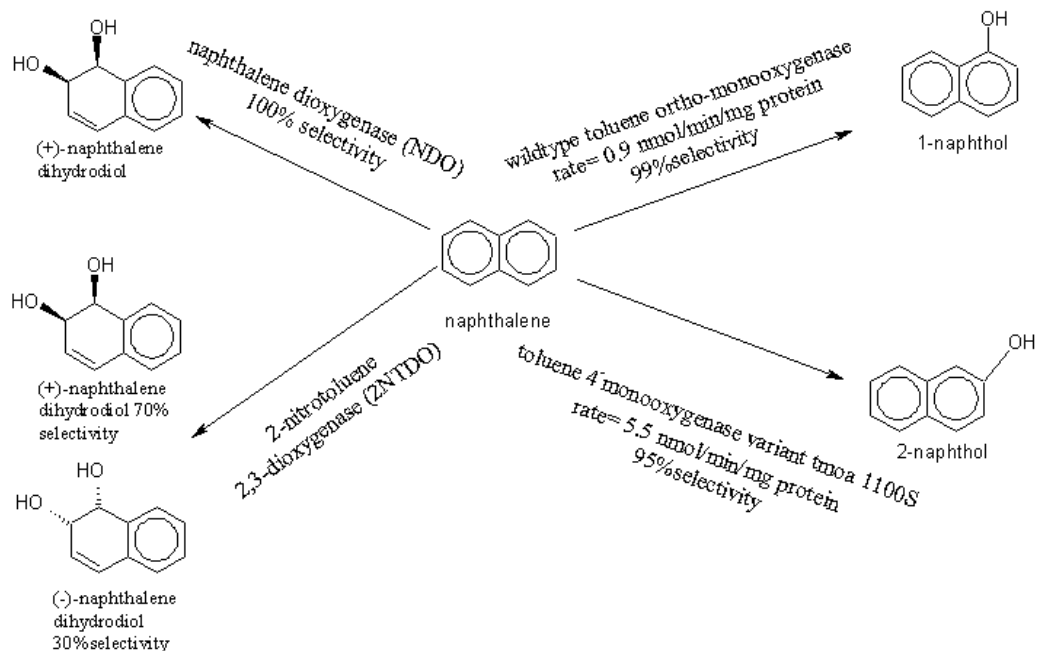 OH
HO
(+)-naphthalene
dihydrodiol
naphthalene dioxygenase (NDO)
100% selectivity
wildtype toluene ortho-monooxygenase
rate= 0.9 nmol/min/mg protein
99%selectivity
OH
1-naphthol
naphthalene
OH
HO
(+)-naphthalene
dihydrodiol 70%
selectivity
2-nitrotoluene
2,3-dioxygenase (2NTDO)
toluene 4-monooxygenase variant tmoa 1100S
rate= 5.5 nmol/min/mg protein
95%selectivity
OH
2-naphthol
HO
HO
(-)-naphthalene
dihydrodiol
30%selectivity